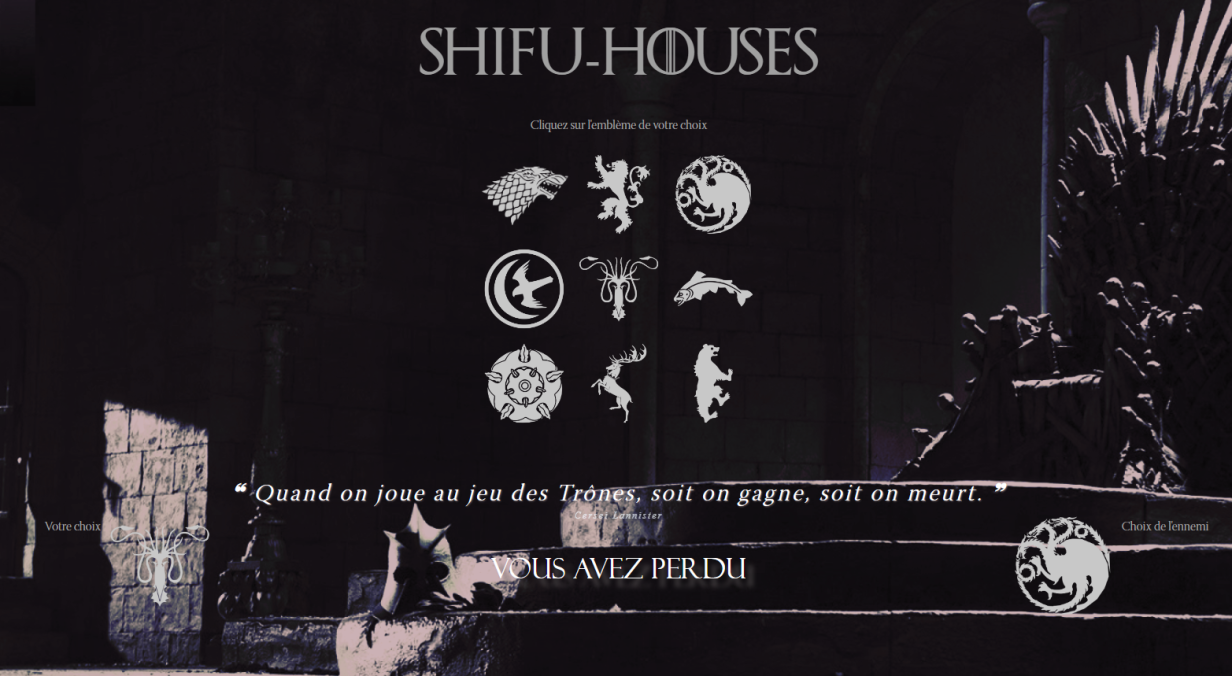 SHIFU-HOUSES
Cliquez sur l'emblème de votre choix
❝ Quand on joue au jeu des Trônes, soit on gagne, soit on meurt. ❞
Cersei Lannister
Votre choix
Choix de l'ennemi
VOUS AVEZ PERDU